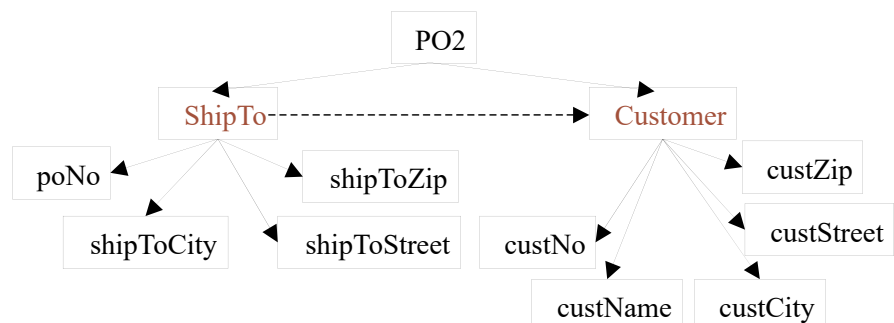 PO2
ShipTo
Customer
poNo
shipToZip
custZip
shipToCity
shipToStreet
custNo
custStreet
custName
custCity